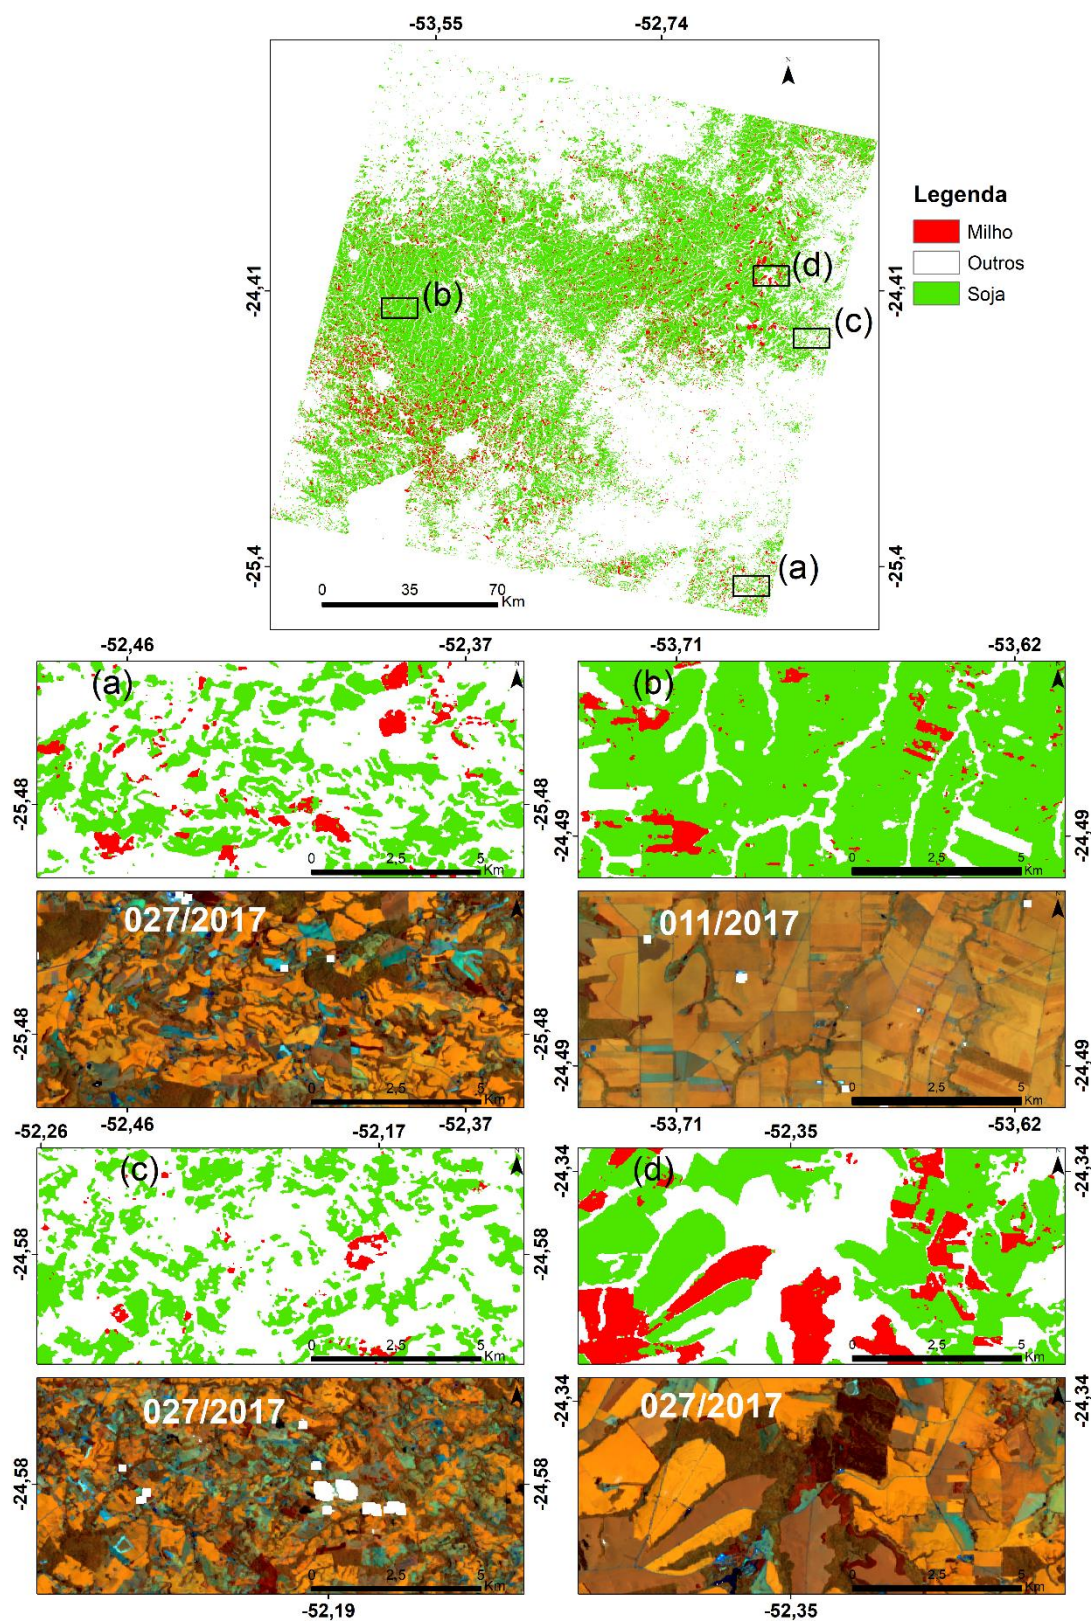 -53,55 -52,74
N
Legenda
Milho
Outros
Soja
-24,41 -24,41
(d)
(b)
(c)
-25,4 -25,4
(a)
0 35 70
Km
-52,46 -52,37 -53,71 -53,62
(a) (b)
-25,48 -25,48 -24,49 -24,49
0 2,5 5
Km
0 2,5 5
Km
027/2017 011/2017
-25,48 -25,48 -24,49 -24,49
0 2,5 5
Km
0 2,5 5
Km
-52,26 -52,46 -52,17 -52,37 -53,71 -52,35 -53,62
(c) (d)
-24,34 -24,34
-24,58 -24,58
0 2,5 5
Km
0 2,5 5
Km
027/2017 027/2017
-24,34 -24,34
-24,58 -24,58
0 2,5 5
Km
0 2,5 5
Km
-52,19 -52,35